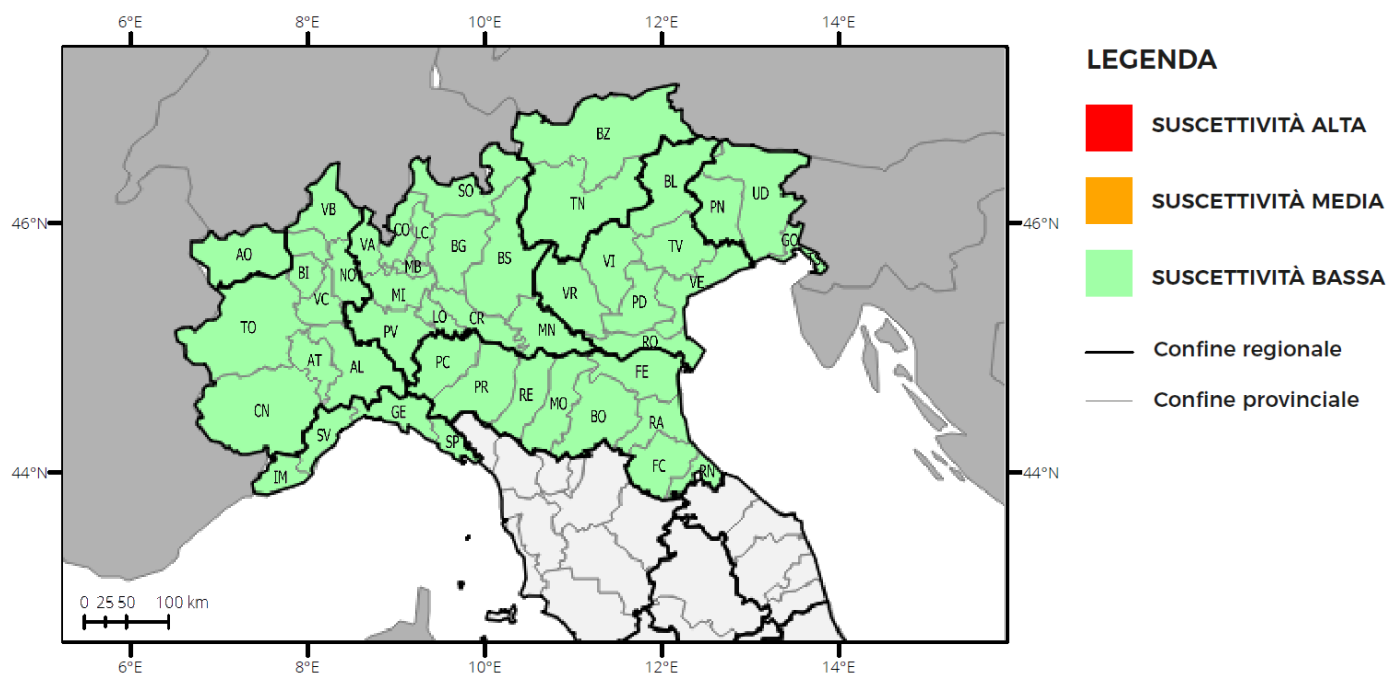 6°E 8°E 10°E 12°E 14°E
LEGENDA
SUSCETTIVITÀ ALTA
SUSCETTIVITÀ MEDIA
SUSCETTIVITÀ BASSA
Confine regionale
Confine provinciale
BZ
SO TN BL PN UD
46°N 46°N
VB
AO VA CO LC BG BS VI TV GO
BI NO MB VE
VC MI VR PD
TO PV LO CR MN RO
AT AL PC PR RE MO FE
CN GE BO RA
SV SP
44°N 44°N
IM FC RN
0 25 50 100 km
6°E 8°E 10°E 12°E 14°E